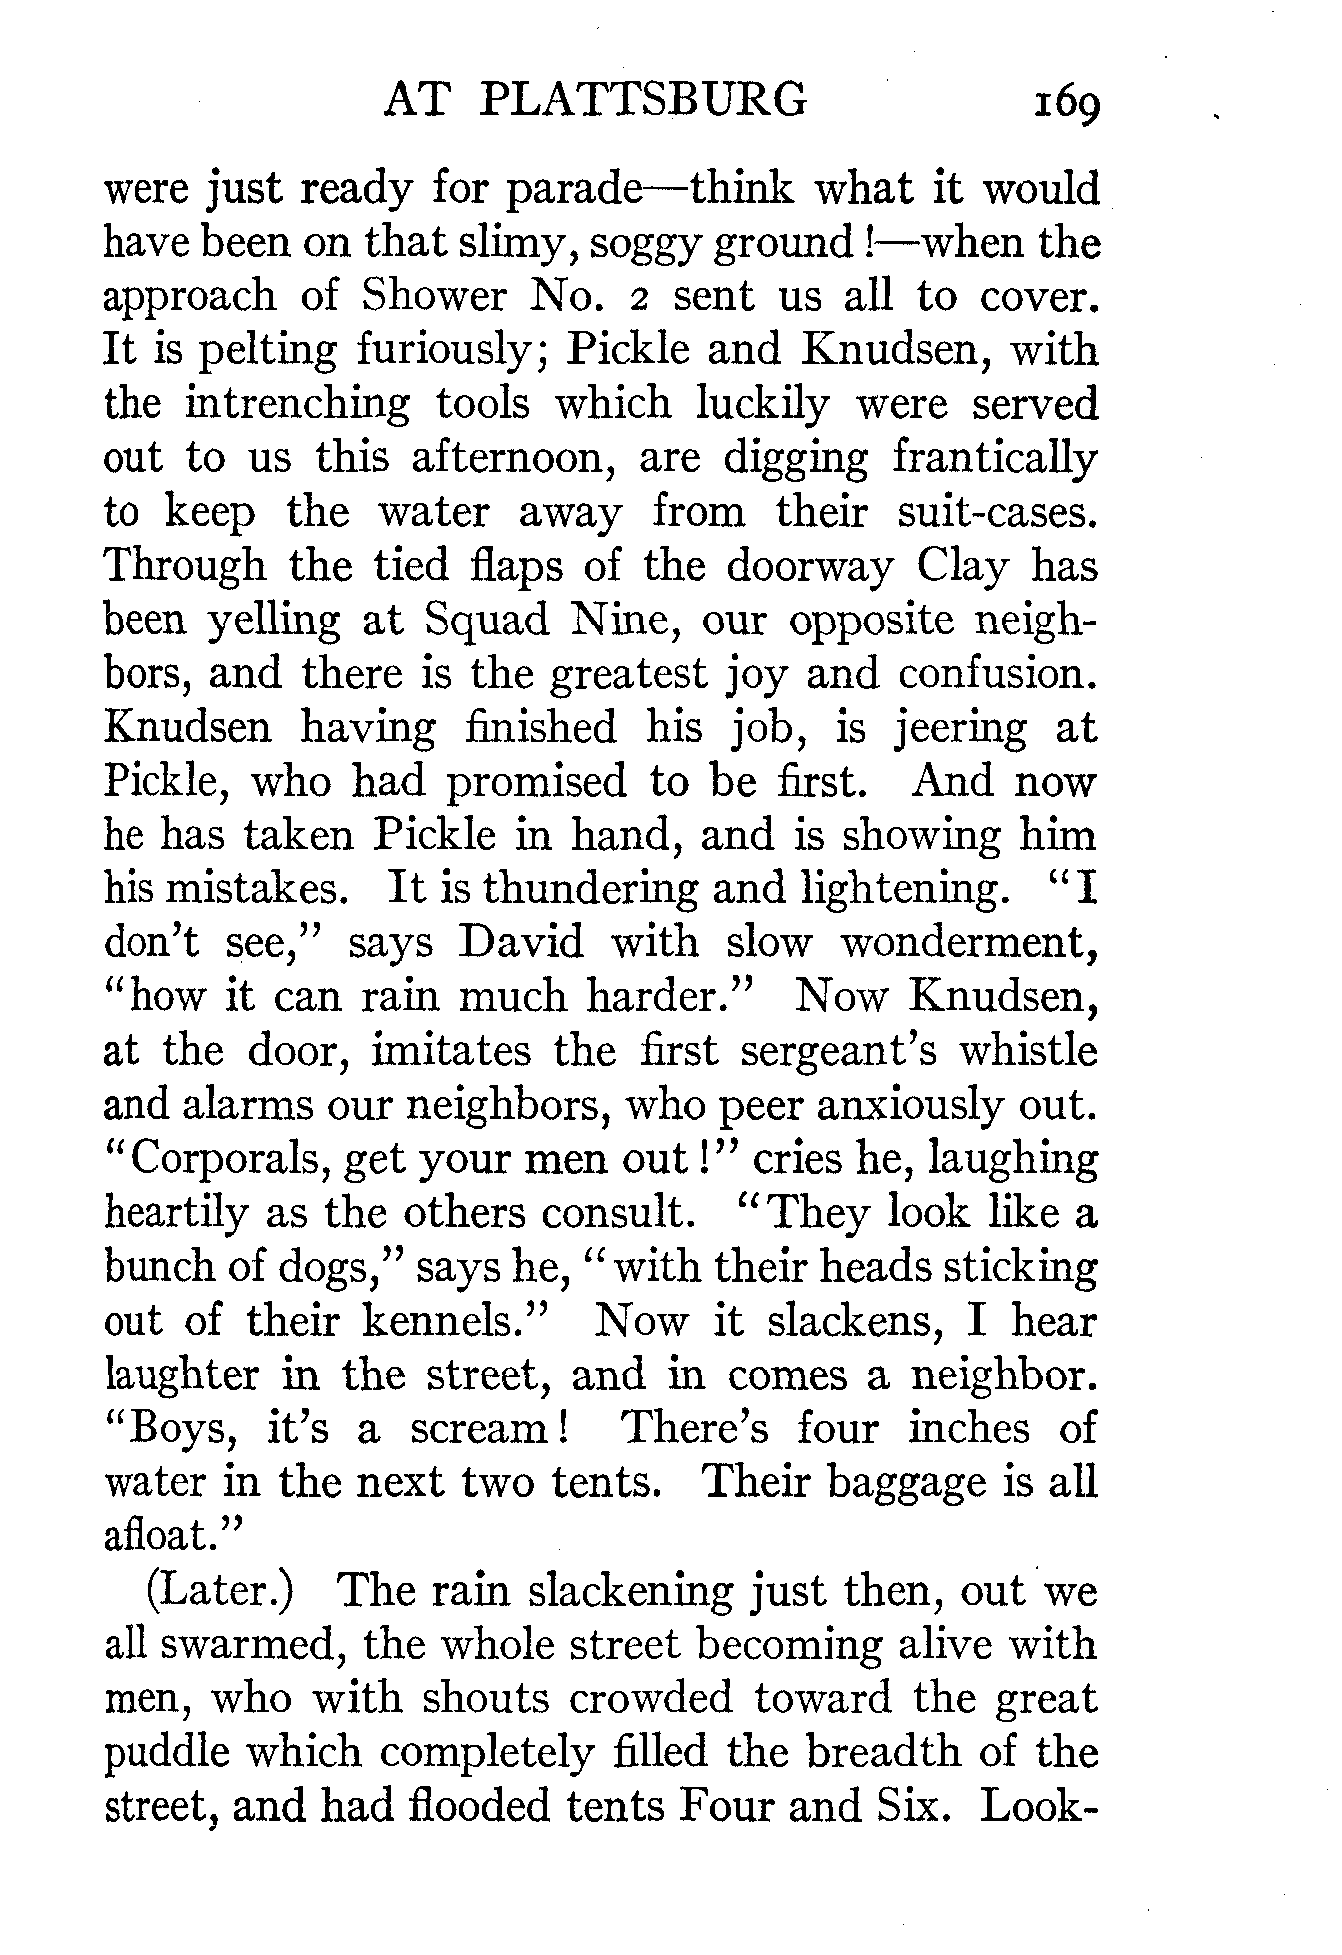 AT PLATTSBURG 169
were just ready for parade—think what it would
have been on that slimy, soggy ground!—when the
approach of Shower No. 2 sent us all to cover.
It is pelting furiously; Pickle and Knudsen, with
the intrenching tools which luckily were served
out to us this afternoon, are digging frantically
to keep the water away from their suit-cases.
Through the tied flaps of the doorway Clay has
been yelling at Squad Nine, our opposite neigh-
bors, and there is the greatest joy and confusion.
Knudsen having finished his job, is jeering at
Pickle, who had promised to be first. And now
he has taken Pickle in hand, and is showing him
his mistakes. It is thundering and lightening. "I
don't see," says David with slow wonderment,
"how it can rain much harder." Now Knudsen,
at the door, imitates the first sergeant's whistle
and alarms our neighbors, who peer anxiously out.
"Corporals, get your men out!" cries he, laughing
heartily as the others consult. "They look like a
bunch of dogs," says he, "with their heads sticking
out of their kennels." Now it slackens, I hear
laughter in the street, and in comes a neighbor.
"Boys, it's a scream! There's four inches of
water in the next two tents. Their baggage is all
afloat."
(Later.) The rain slackening just then, out we
all swarmed, the whole street becoming alive with
men, who with shouts crowded toward the great
puddle which completely filled the breadth of the
street, and had flooded tents Four and Six. Look-